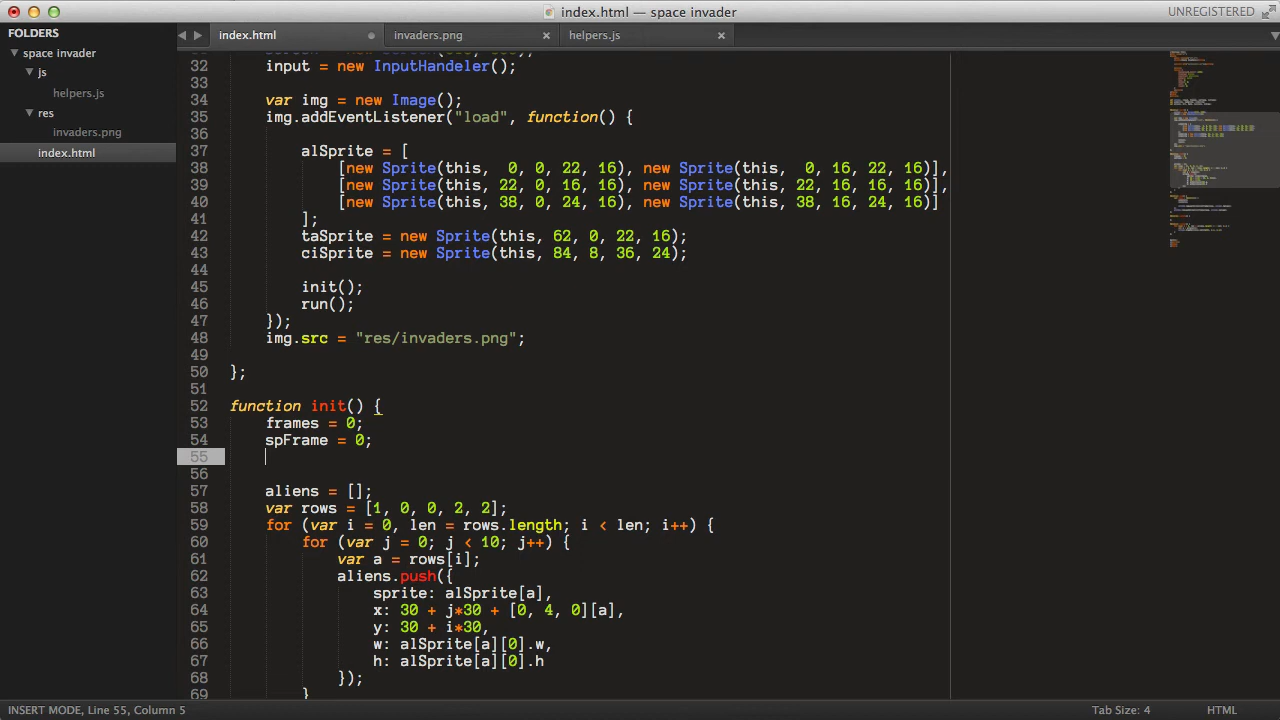 index.html — space invader
UNREGISTERED
FOLDERS
space invader
js
helpers.js
res
invaders.png
index.html
index.html
invaders.png
helpers.js
32 input = new InputHandeler();
33
34 var img = new Image();
35 img.addEventListener("load", function() {
36
37 alSprite = [
38 [new Sprite(this, 0, 0, 22, 16), new Sprite(this, 0, 16, 22, 16)],
39 [new Sprite(this, 22, 0, 16, 16), new Sprite(this, 22, 16, 16, 16)],
40 [new Sprite(this, 38, 0, 24, 16), new Sprite(this, 38, 16, 24, 16)]
41 ];
42 taSprite = new Sprite(this, 62, 0, 22, 16);
43 ciSprite = new Sprite(this, 84, 8, 36, 24);
44
45 init();
46 run();
47 });
48 img.src = "res/invaders.png";
49
50 };
51
52 function init() {
53 frames = 0;
54 spFrame = 0;
55
56
57 aliens = [];
58 var rows = [1, 0, 0, 2, 2];
59 for (var i = 0, len = rows.length; i < len; i++) {
60 for (var j = 0; j < 10; j++) {
61 var a = rows[i];
62 aliens.push({
63 sprite: alSprite[a],
64 x: 30 + j*30 + [0, 4, 0][a],
65 y: 30 + i*30,
66 w: alSprite[a][0].w,
67 h: alSprite[a][0].h
68 });
69 }
INSERT MODE, Line 55, Column 5
Tab Size: 4
HTML